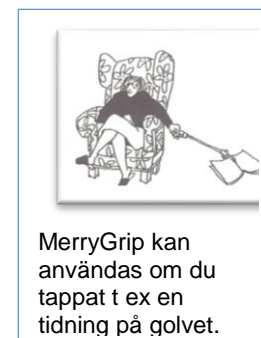 MerryGrip kan
användas om du
tappat t ex en
tidning på golvet.